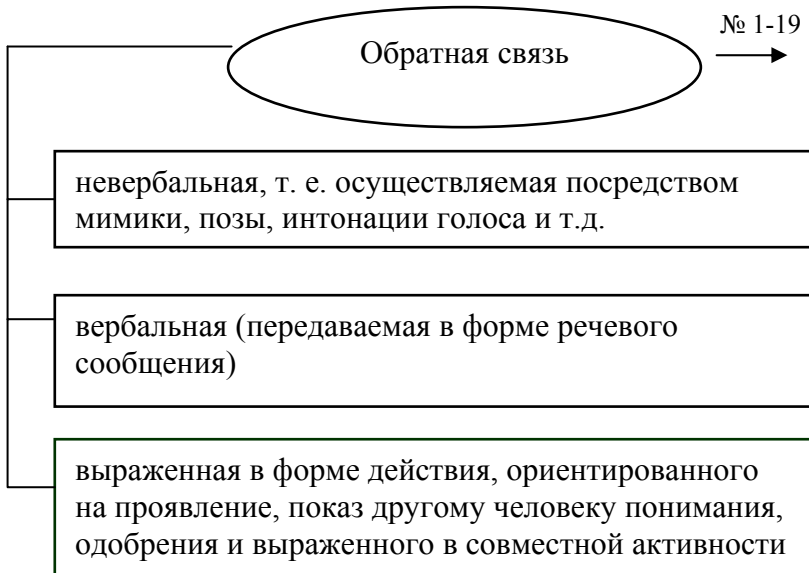 № 1-19
Обратная связь
невербальная, т. е. осуществляемая посредством
мимики, позы, интонации голоса и т.д.
вербальная (передаваемая в форме речевого
сообщения)
выраженная в форме действия, ориентированного
на проявление, показ другому человеку понимания,
одобрения и выраженного в совместной активности